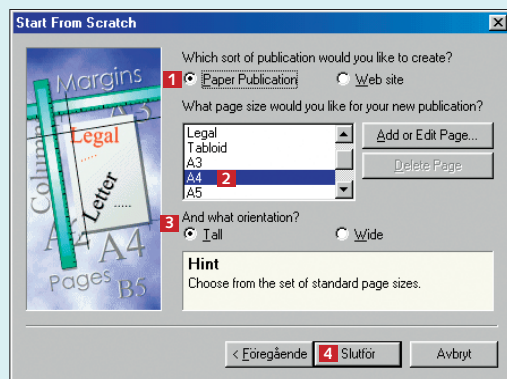 Start From Scratch
Which sort of publication would you like to create?
1 Paper Publication Web site
What page size would you like for your new publication?
Legal
Tabloid
A3
A4 2
A5
Add or Edit Page...
Delete Page
3 And what orientation?
Tall Wide
Hint
Choose from the set of standard page sizes.
< Föregående 4 Slutför Avbryt
Margins
Legal
Columns
Letter
A4
A4
Pages
B5